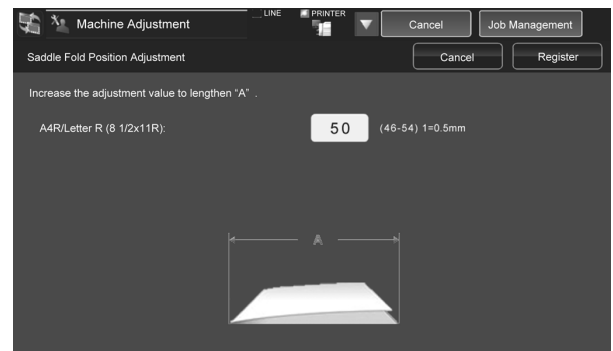 Machine Adjustment
LINE
PRINTER
Cancel
Job Management
Saddle Fold Position Adjustment
Cancel
Register
Increase the adjustment value to lengthen “A” .
A4R/Letter R (8 1/2x11R):
50
(46-54) 1=0.5mm
A